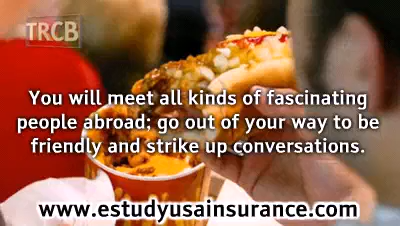 TRCB
You will meet all kinds of fascinating
people abroad; go out of your way to be
friendly and strike up conversations.
www.estudyusainsurance.com